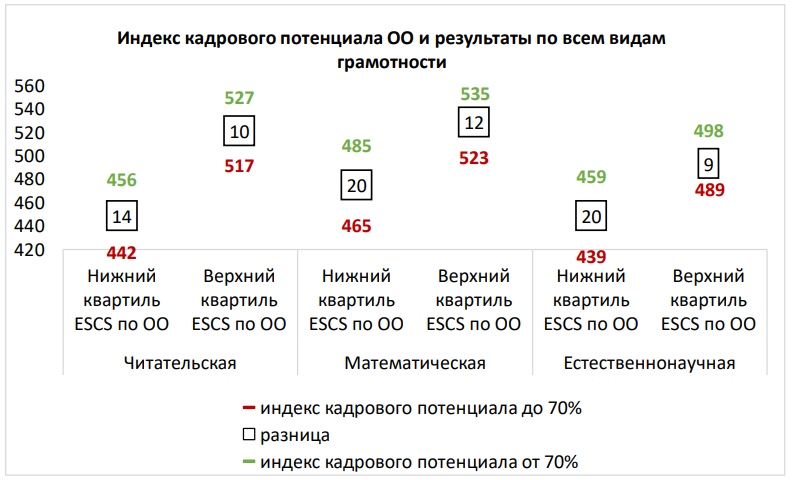 Индекс кадрового потенциала ОО и результаты по всем видам
грамотности
560
540
520
500
480
460
440
420
456
14
442
527
10
517
485
20
465
535
12
523
459
20
439
498
9
489
Нижний
квартиль
ESCS по ОО
Верхний
квартиль
ESCS по ОО
Нижний
квартиль
ESCS по ОО
Верхний
квартиль
ESCS по ОО
Нижний
квартиль
ESCS по ОО
Верхний
квартиль
ESCS по ОО
Читательская
Математическая
Естественнонаучная
индекс кадрового потенциала до 70%
разница
индекс кадрового потенциала от 70%